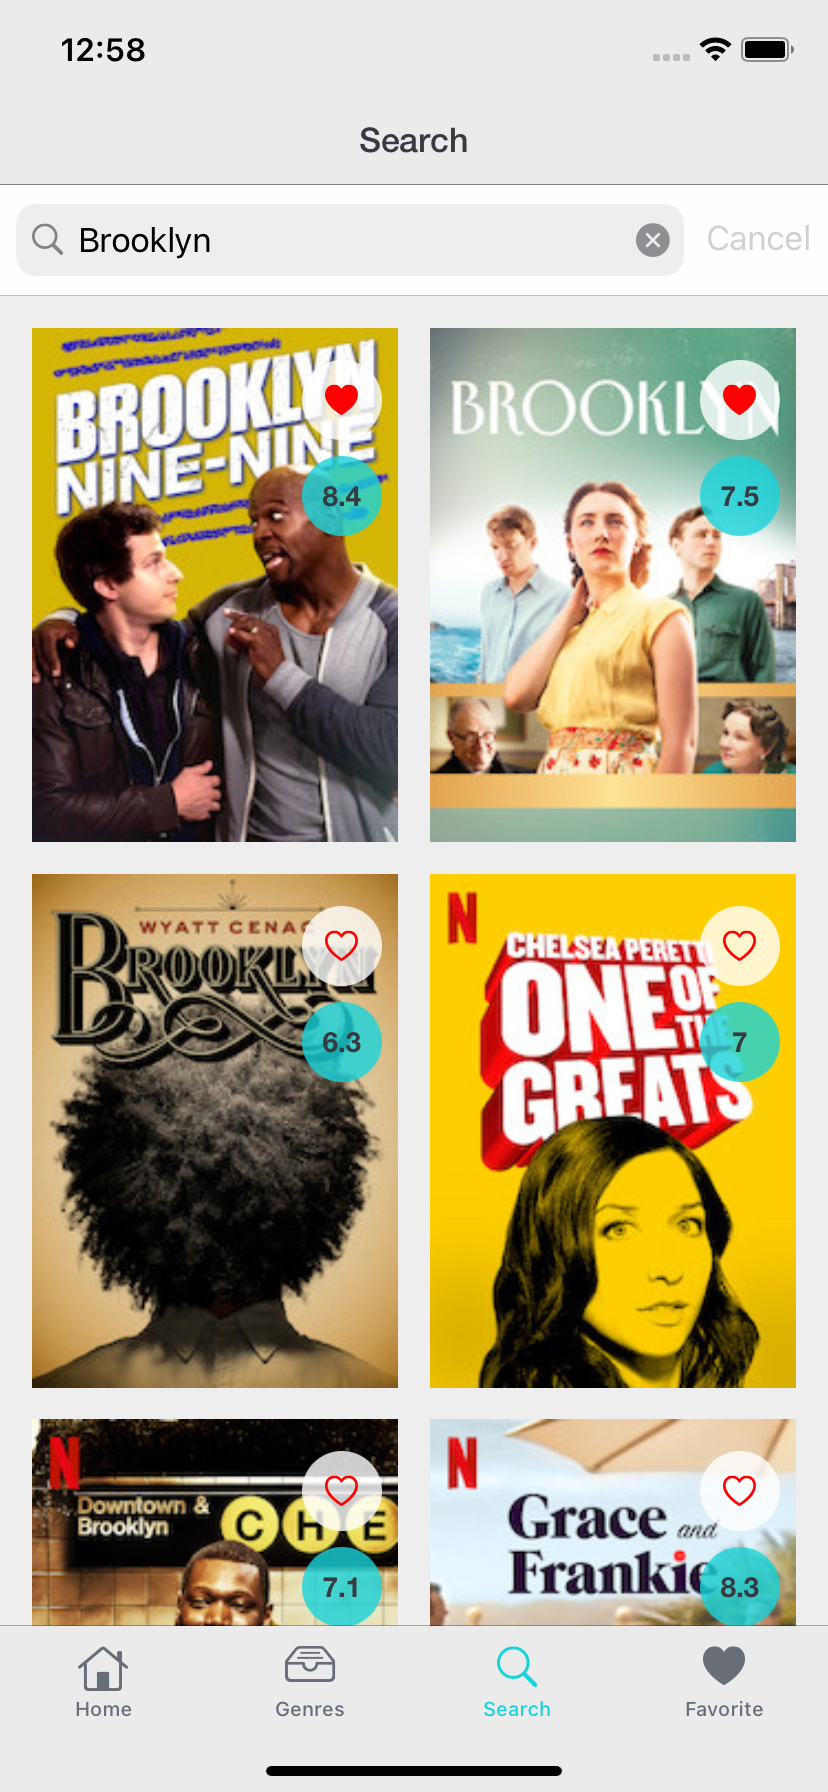 12:58
Search
Brooklyn
Cancel
BROOKLYN
NINE-NINE
8.4
BROOKLYN
7.5
WYATT CENAC
BROOKLYN
6.3
N
CHELSEA PERETTI
ONE OF
THE
GREATS
7
N
Downtown &
Brooklyn
C H E
7.1
N
Grace and
Frankie
8.3
Home
Genres
Search
Favorite